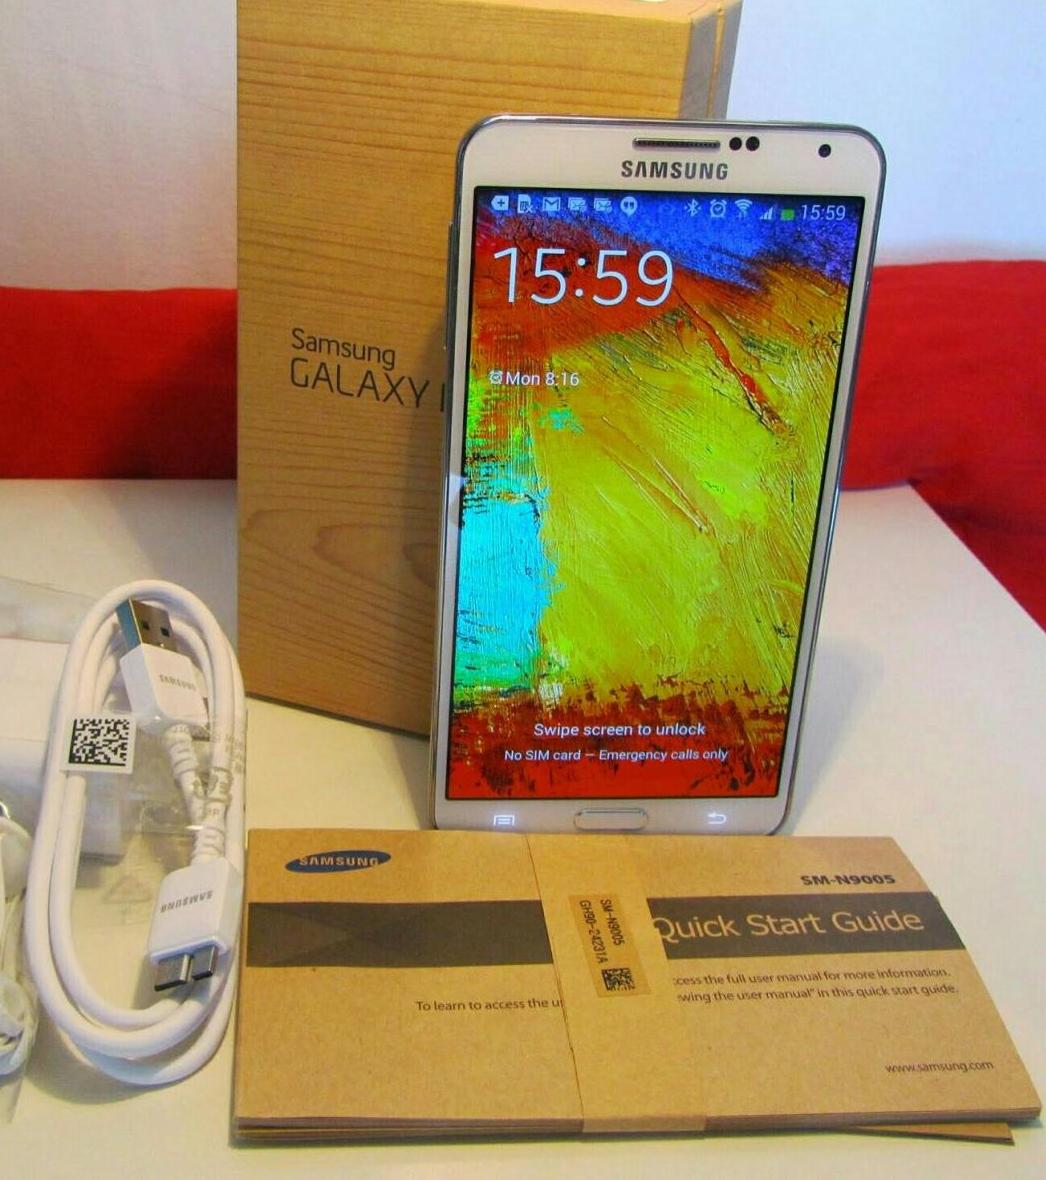 SAMSUNG
15:59
15:59
Mon 8:16
Samsung
GALAXY
Swipe screen to unlock
No SIM card — Emergency calls only
SAMSUNG
SAMSUNG
SAMSUNG
SM-N9005
Quick Start Guide
SM-N9005
GH90-24231A
To learn to access the
ccess the full user manual for more information.
wing the user manual" in this quick start guide.
www.samsung.com